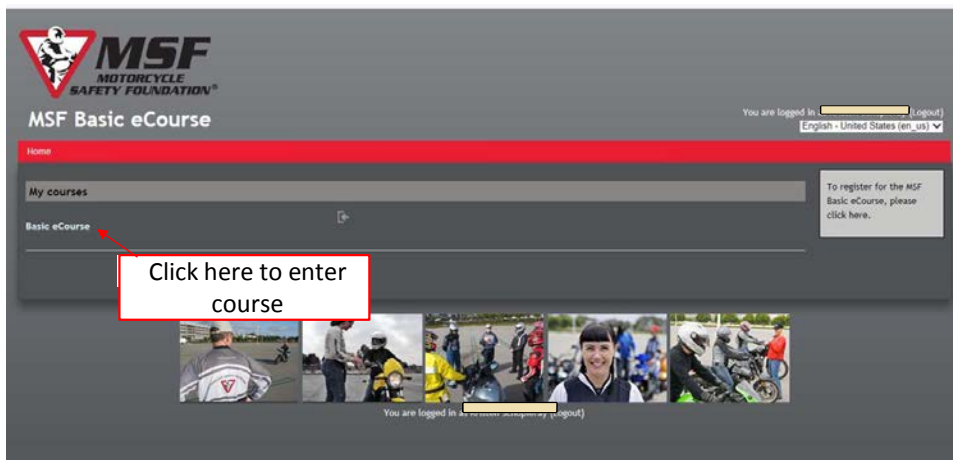 MSF
MOTORCYCLE
SAFETY FOUNDATION®
MSF Basic eCourse
You are logged in (Logout)
English - United States (en_us)
Home
My courses
To register for the MSF
Basic eCourse, please
click here.
Basic eCourse
Click here to enter
course
You are logged in as (Logout)